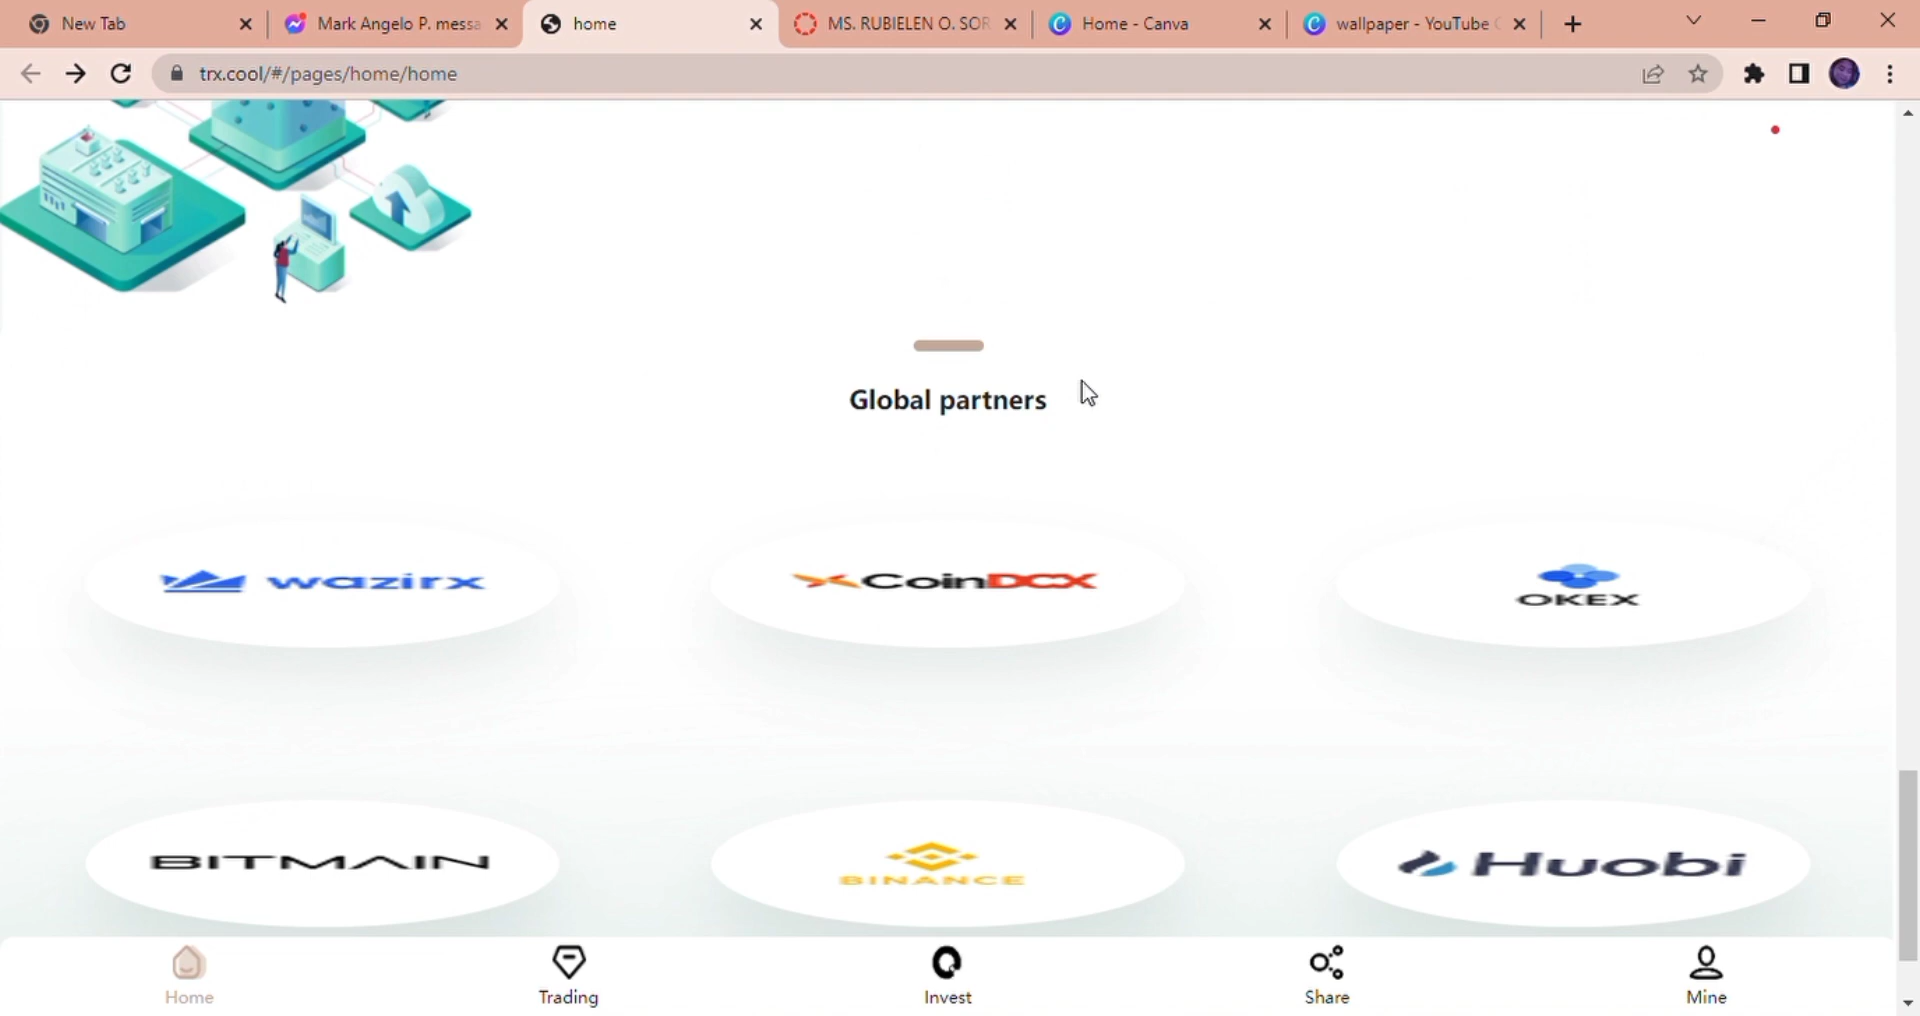 New Tab
Mark Angelo P. messa
home
MS. RUBIELEN O. SOR
Home - Canva
wallpaper - YouTube C
trx.cool/#/pages/home/home
Global partners
wazirx
CoinDCX
OKEX
BITMAIN
BINANCE
Huobi
Home
Trading
Invest
Share
Mine